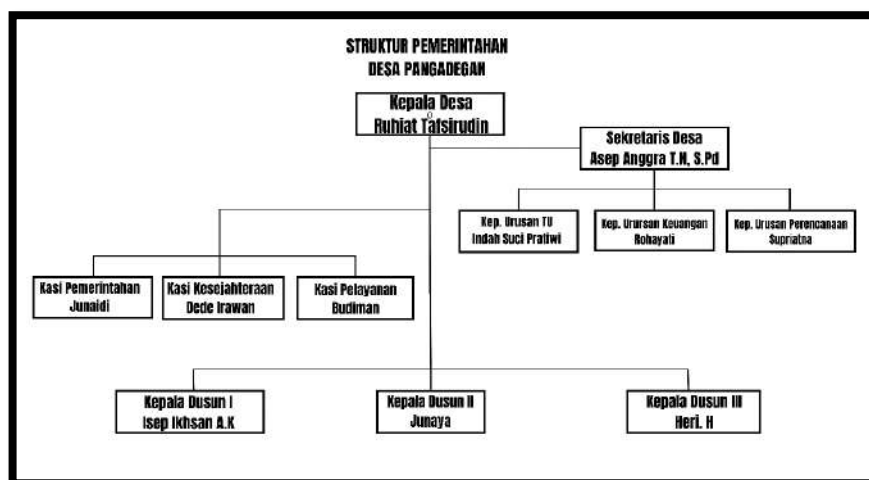 STRUKTUR PEMERINTAHAN
DESA PANGADEGAN
Kepala Desa
Ruhiat Tafsirudin
Sekretaris Desa
Asep Anggra T.N, S.Pd
Kep. Urusan TU
Indah Suci Pratiwi
Kep. Urursan Keuangan
Rohayati
Kep. Urusan Perencanaan
Supriatna
Kasi Pemerintahan
Junaidi
Kasi Kesejahteraan
Dede Irawan
Kasi Pelayanan
Budiman
Kepala Dusun I
Isep Ikhsan A.K
Kepala Dusun II
Junaya
Kepala Dusun III
Heri. H